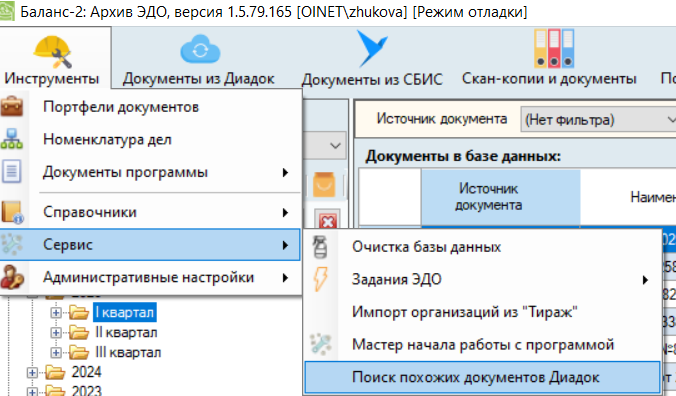 Баланс-2: Архив ЭДО, версия 1.5.79.165 [OINET\zhukova] [Режим отладки]
Инструменты
Документы из Диадок
Документы из СБИС
Скан-копии и документы
Портфели документов
Номенклатура дел
Документы программы
Справочники
Сервис
Административные настройки
Источник документа
(Нет фильтра)
Документы в базе данных:
Источник
документа
Очистка базы данных
Задания ЭДО
Импорт организаций из "Тираж"
Мастер начала работы с программой
Поиск похожих документов Диадок
I квартал
II квартал
III квартал
2024
2023